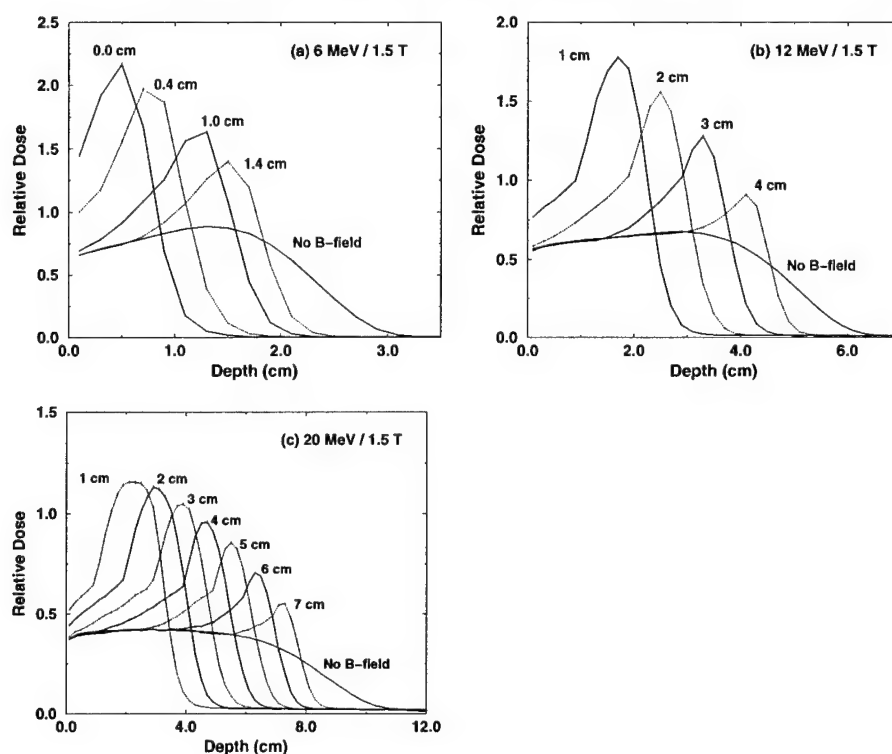 2.5
2.0
1.5
1.0
0.5
0.0
Relative Dose
(a) 6 MeV / 1.5 T
0.0 cm
0.4 cm
1.0 cm
1.4 cm
No B-field
0.0 1.0 2.0 3.0
Depth (cm)
2.0
1.5
1.0
0.5
0.0
Relative Dose
(b) 12 MeV / 1.5 T
1 cm
2 cm
3 cm
4 cm
No B-field
0.0 2.0 4.0 6.0
Depth (cm)
1.5
1.0
0.5
0.0
Relative Dose
(c) 20 MeV / 1.5 T
1 cm
2 cm
3 cm
4 cm
5 cm
6 cm
7 cm
No B-field
0.0 4.0 8.0 12.0
Depth (cm)